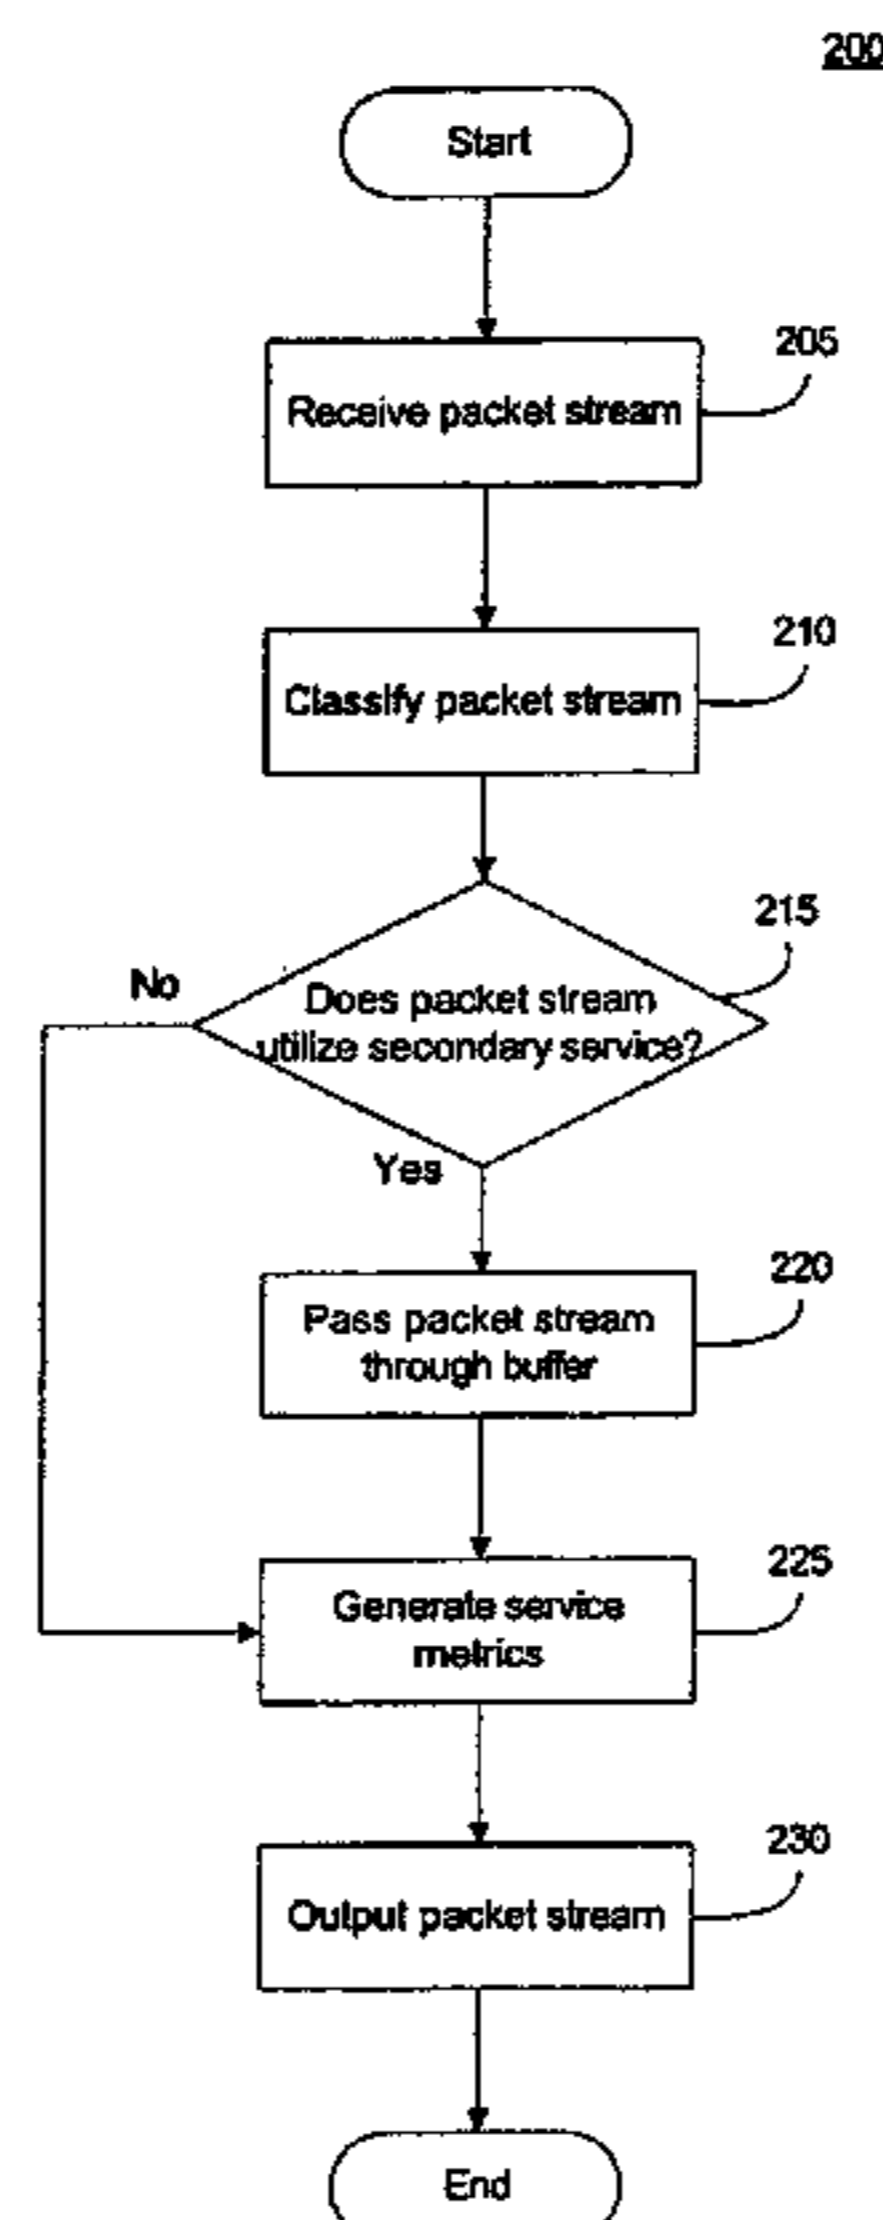 200
Start
205
Receive packet stream
210
Classify packet stream
215
No
Does packet stream
utilize secondary service?
Yes
220
Pass packet stream
through buffer
225
Generate service
metrics
230
Output packet stream
End